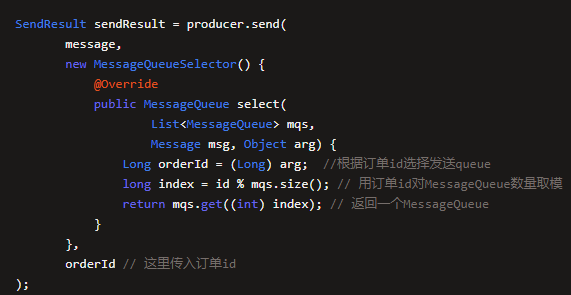 SendResult sendResult = producer.send(
message,
new MessageQueueSelector() {
@Override
public MessageQueue select(
List<MessageQueue> mqs,
Message msg, Object arg) {
Long orderId = (Long) arg;  //根据订单id选择发送queue
long index = id % mqs.size(); // 用订单id对MessageQueue数量取模
return mqs.get((int) index); // 返回一个MessageQueue
}
},
orderId // 这里传入订单id
);